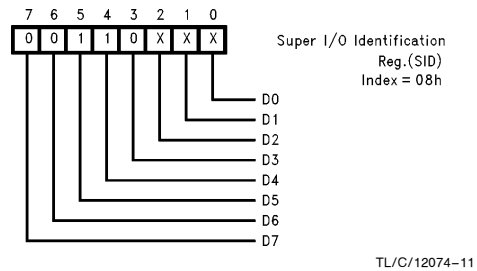 7 6 5 4 3 2 1 0
0 0 1 1 0 X X X
Super I/O Identification
Reg.(SID)
Index = 08h
D0
D1
D2
D3
D4
D5
D6
D7
TL/C/12074–11